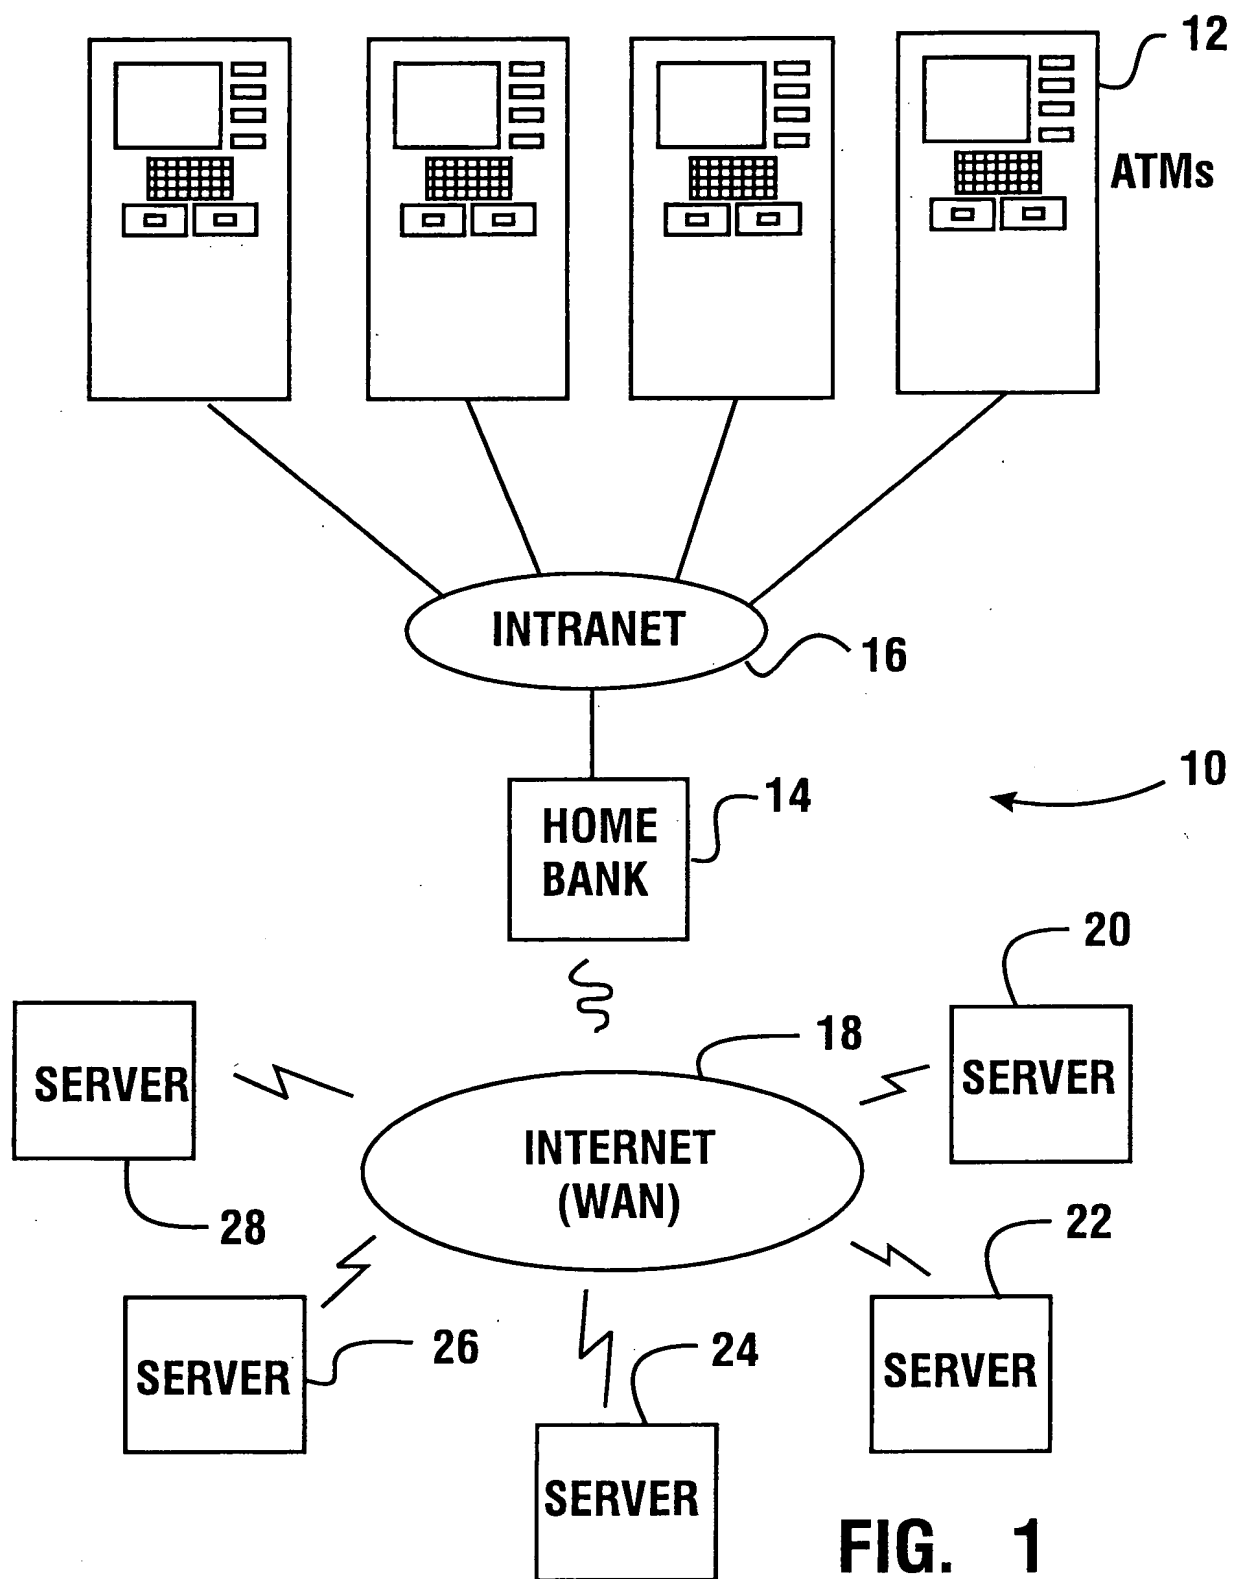 12
ATMs
INTRANET
16
10
14
HOME
BANK
20
18
SERVER
SERVER
INTERNET
(WAN)
28
22
26
24
SERVER
SERVER
SERVER
FIG. 1